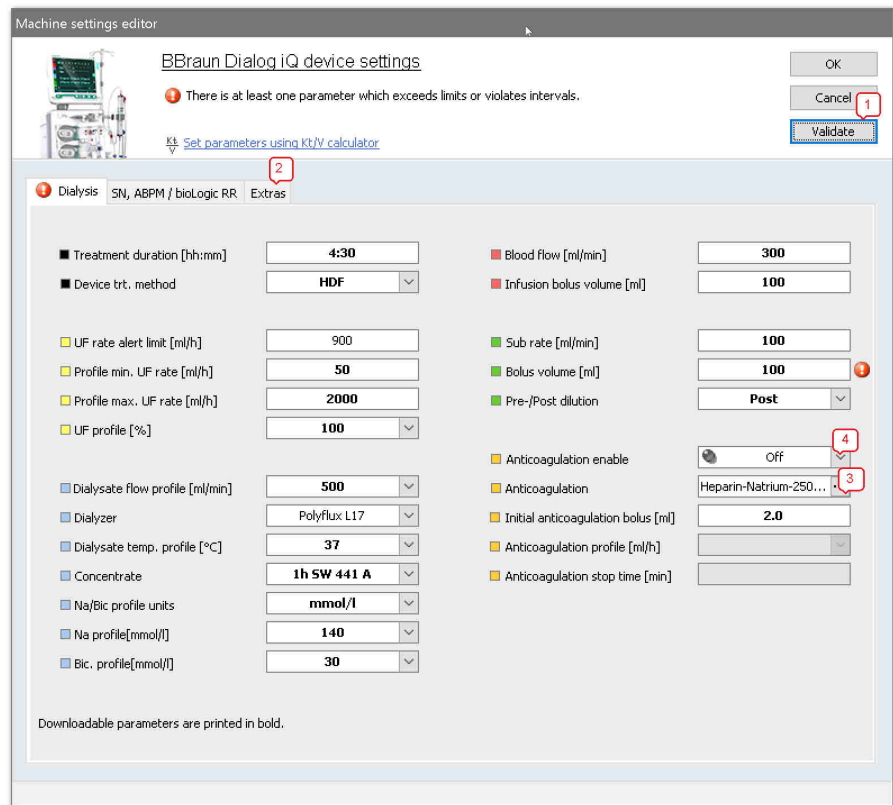 Machine settings editor
BBraun Dialog iQ device settings
There is at least one parameter which exceeds limits or violates intervals.
Kt/V Set parameters using Kt/V calculator
OK
Cancel
1
Validate
2
Dialysis SN, ABPM / bioLogic RR Extras
Treatment duration [hh:mm] 4:30
Device trt. method HDF
UF rate alert limit [ml/h] 900
Profile min. UF rate [ml/h] 50
Profile max. UF rate [ml/h] 2000
UF profile [%] 100
Dialysate flow profile [ml/min] 500
Dialyzer Polyflux L17
Dialysate temp. profile [°C] 37
Concentrate 1h SW 441 A
Na/Bic profile units mmol/l
Na profile[mmol/l] 140
Bic. profile[mmol/l] 30
Blood flow [ml/min] 300
Infusion bolus volume [ml] 100
Sub rate [ml/min] 100
Bolus volume [ml] 100
Pre-/Post dilution Post
4
Anticoagulation enable Off
3
Anticoagulation Heparin-Natrium-250...
Initial anticoagulation bolus [ml] 2.0
Anticoagulation profile [ml/h]
Anticoagulation stop time [min]
Downloadable parameters are printed in bold.